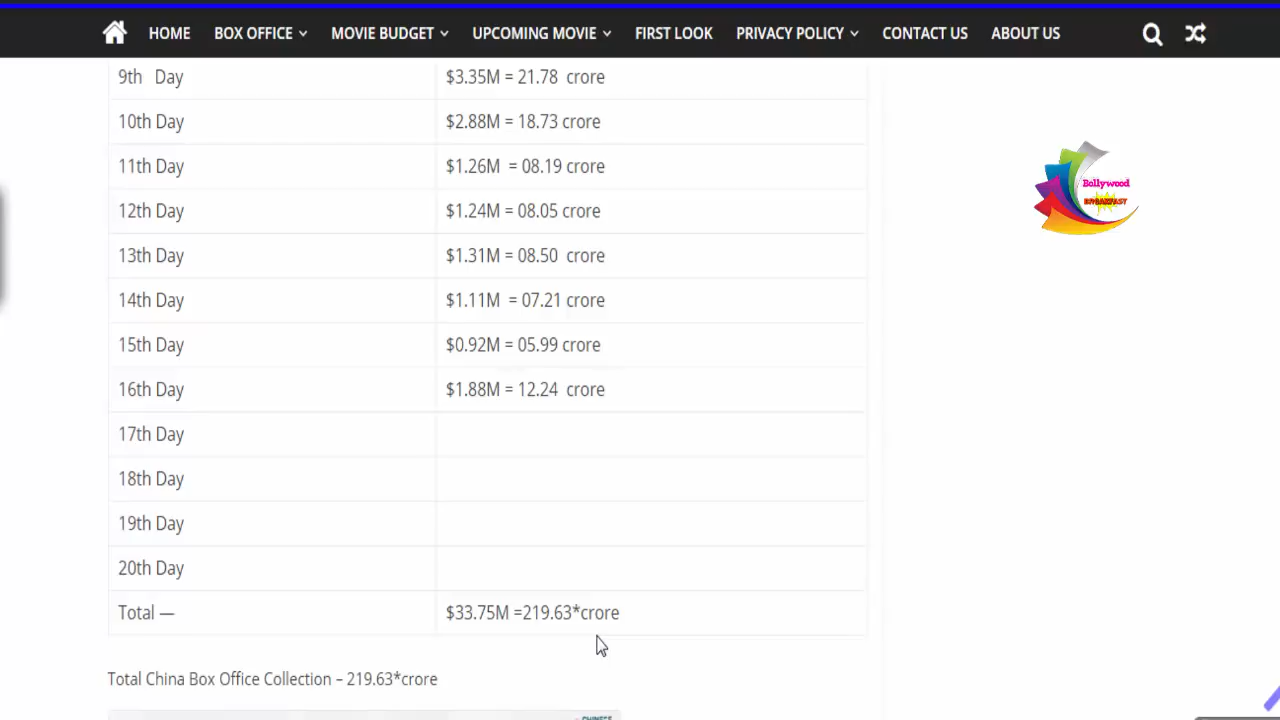 HOME BOX OFFICE MOVIE BUDGET UPCOMING MOVIE FIRST LOOK PRIVACY POLICY CONTACT US ABOUT US
9th Day $3.35M = 21.78 crore
10th Day $2.88M = 18.73 crore
11th Day $1.26M = 08.19 crore
12th Day $1.24M = 08.05 crore
13th Day $1.31M = 08.50 crore
14th Day $1.11M = 07.21 crore
15th Day $0.92M = 05.99 crore
16th Day $1.88M = 12.24 crore
17th Day
18th Day
19th Day
20th Day
Total — $33.75M =219.63*crore
Total China Box Office Collection – 219.63*crore
Bollywood
BREAKFAST
CHINESE